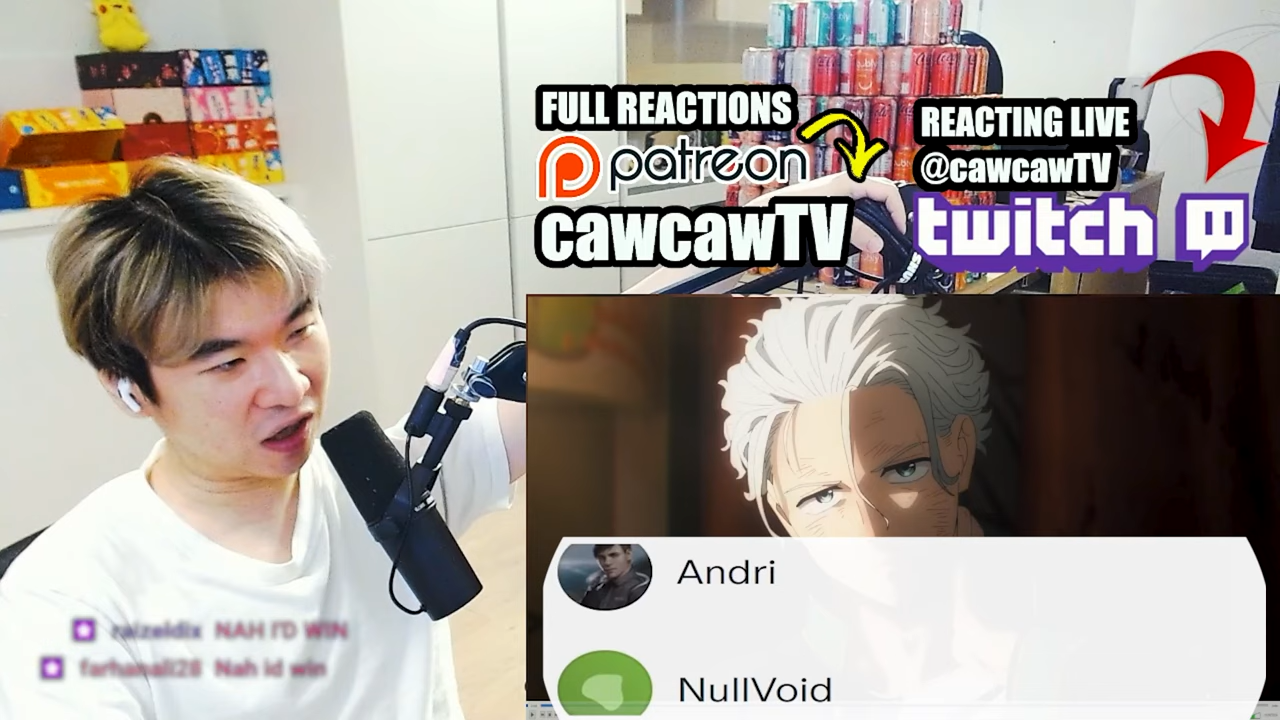 FULL REACTIONS
patreon
cawcawTV
REACTING LIVE
@cawcawTV
twitch
Andri
NullVoid
raizeldix NAH I'D WIN
farhanali28 Nah id win